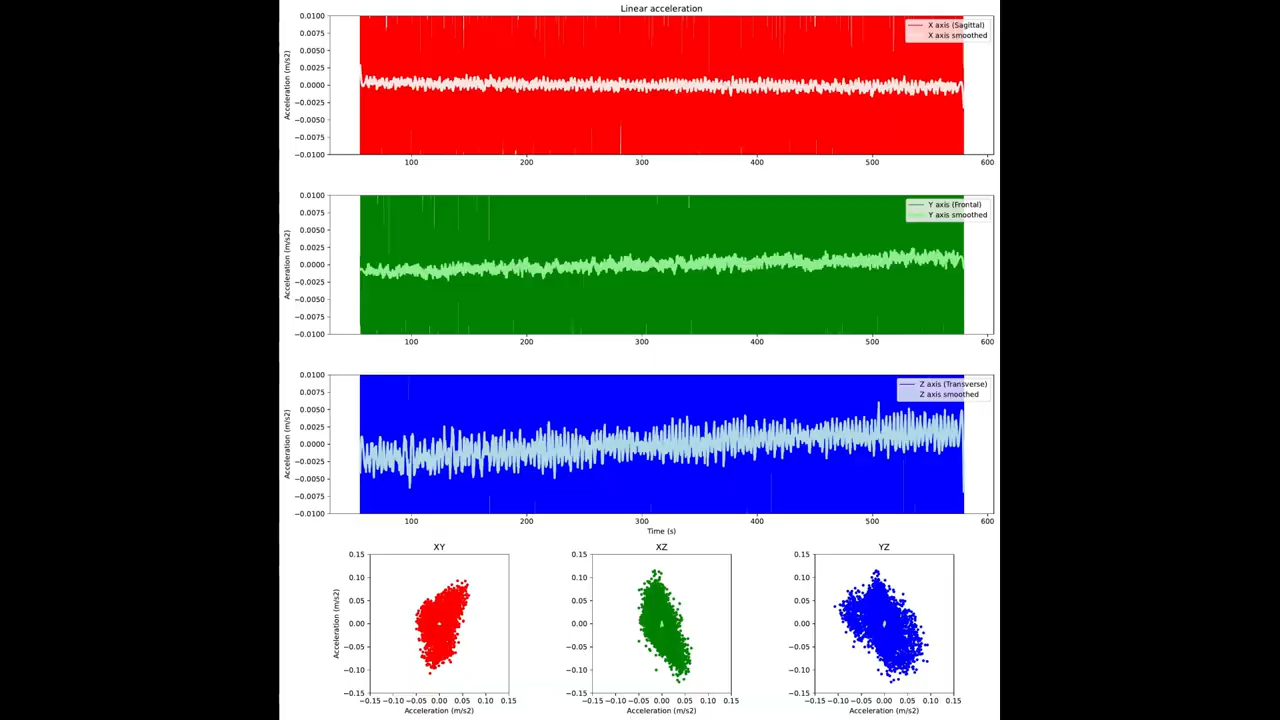 Linear acceleration
0.0100
0.0075
0.0050
0.0025
0.0000
−0.0025
−0.0050
−0.0075
−0.0100
Acceleration (m/s2)
X axis (Sagittal)
X axis smoothed
100 200 300 400 500 600
0.0100
0.0075
0.0050
0.0025
0.0000
−0.0025
−0.0050
−0.0075
−0.0100
Acceleration (m/s2)
Y axis (Frontal)
Y axis smoothed
100 200 300 400 500 600
0.0100
0.0075
0.0050
0.0025
0.0000
−0.0025
−0.0050
−0.0075
−0.0100
Acceleration (m/s2)
Z axis (Transverse)
Z axis smoothed
100 200 300 400 500 600
Time (s)
XY
0.15
0.10
0.05
0.00
−0.05
−0.10
−0.15
Acceleration (m/s2)
−0.15 −0.10 −0.05 0.00 0.05 0.10 0.15
Acceleration (m/s2)
XZ
0.15
0.10
0.05
0.00
−0.05
−0.10
−0.15
−0.15 −0.10 −0.05 0.00 0.05 0.10 0.15
Acceleration (m/s2)
YZ
0.15
0.10
0.05
0.00
−0.05
−0.10
−0.15
−0.15 −0.10 −0.05 0.00 0.05 0.10 0.15
Acceleration (m/s2)